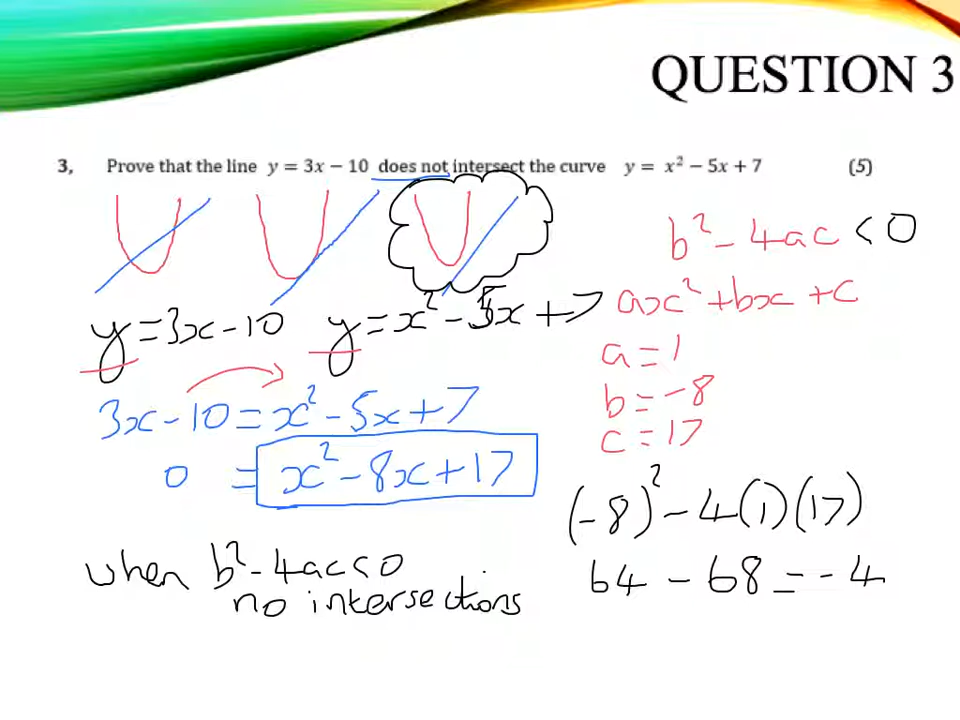 QUESTION 3
3, Prove that the line y = 3x − 10 does not intersect the curve y = x² − 5x + 7 (5)
b² - 4ac < 0
y = 3x - 10 y = x² - 5x + 7
ax² + bx + c
a = 1
b = -8
c = 17
3x - 10 = x² - 5x + 7
0 = x² - 8x + 17
(-8)² - 4(1)(17)
64 - 68 = -4
when b² - 4ac < 0
no intersections